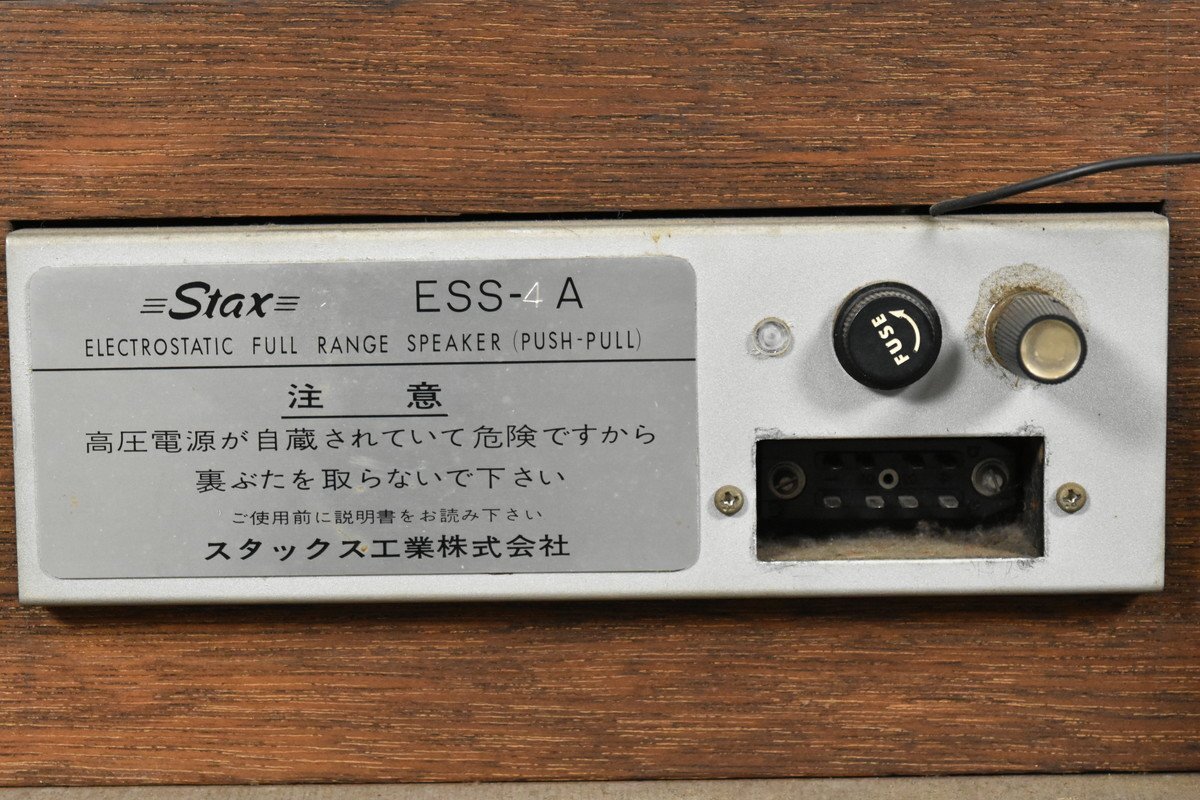 Stax ESS-4A
ELECTROSTATIC FULL RANGE SPEAKER (PUSH-PULL)
注 意
高圧電源が自蔵されていて危険ですから
裏ぶたを取らないで下さい
ご使用前に説明書をお読み下さい
スタックス工業株式会社
FUSE